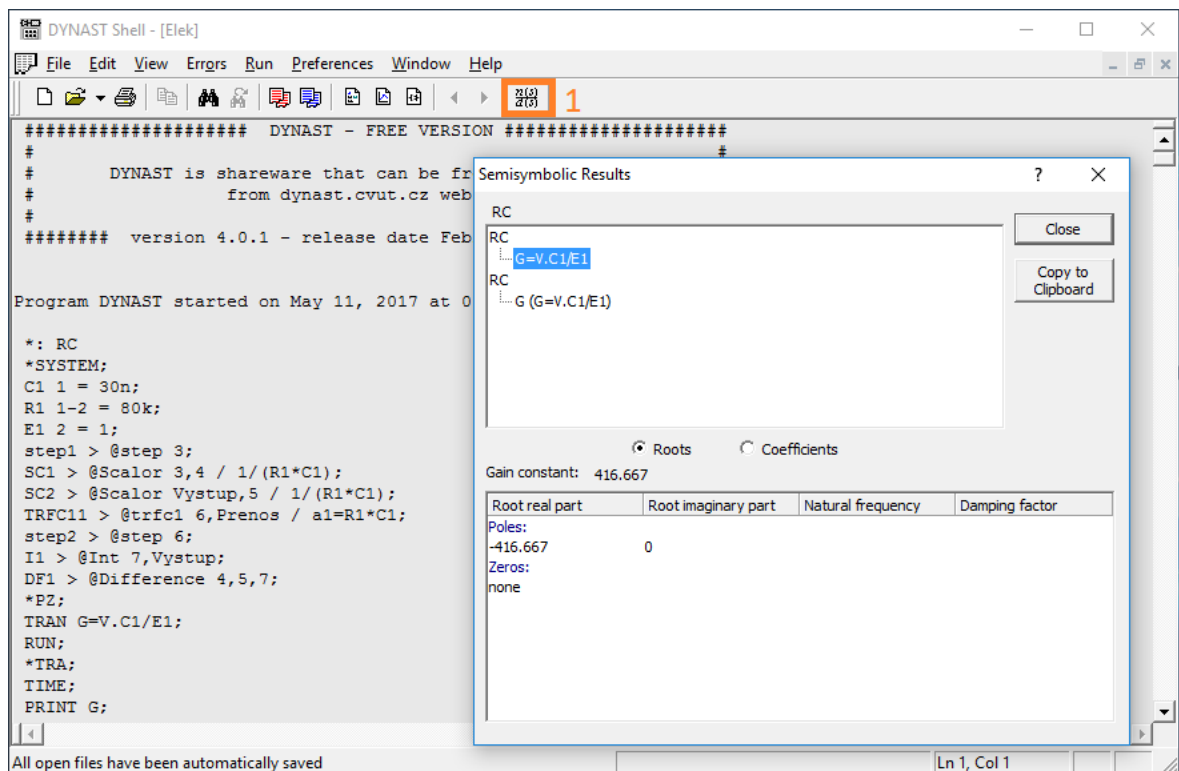 DYNAST Shell - [Elek]
File Edit View Errors Run Preferences Window Help
n(s)
d(s)
1
##################### DYNAST - FREE VERSION #####################
# #
# DYNAST is shareware that can be fr
# from dynast.cvut.cz web
#
######## version 4.0.1 - release date Feb
Program DYNAST started on May 11, 2017 at 0
*: RC
*SYSTEM;
C1 1 = 30n;
R1 1-2 = 80k;
E1 2 = 1;
step1 > @step 3;
SC1 > @Scalor 3,4 / 1/(R1*C1);
SC2 > @Scalor Vystup,5 / 1/(R1*C1);
TRFC11 > @trfc1 6,Prenos / a1=R1*C1;
step2 > @step 6;
I1 > @Int 7,Vystup;
DF1 > @Difference 4,5,7;
*PZ;
TRAN G=V.C1/E1;
RUN;
*TRA;
TIME;
PRINT G;
Semisymbolic Results ?
RC
RC
G=V.C1/E1
RC
G (G=V.C1/E1)
Close
Copy to
Clipboard
Roots Coefficients
Gain constant: 416.667
Root real part Root imaginary part Natural frequency Damping factor
Poles:
-416.667 0
Zeros:
none
All open files have been automatically saved Ln 1, Col 1